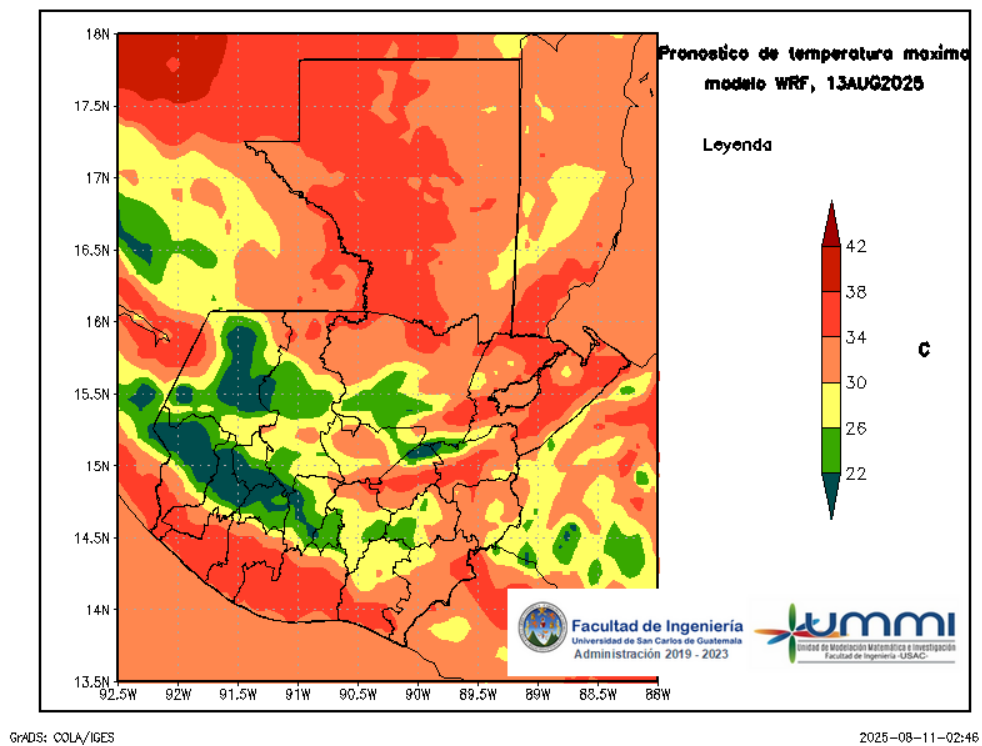 Pronostico de temperatura maxima
modelo WRF, 13AUG2025
Leyenda
18N
17.5N
17N
16.5N
16N
15.5N
15N
14.5N
14N
13.5N
92.5W
92W
91.5W
91W
90.5W
90W
89.5W
89W
88.5W
88W
42
38
34
30
26
22
C
Facultad de Ingeniería
Universidad de San Carlos de Guatemala
Administración 2019 - 2023
ummi
Unidad de Modelación Matemática e Investigación
Facultad de Ingeniería -USAC-
GrADS: COLA/IGES
2025-08-11-02:46